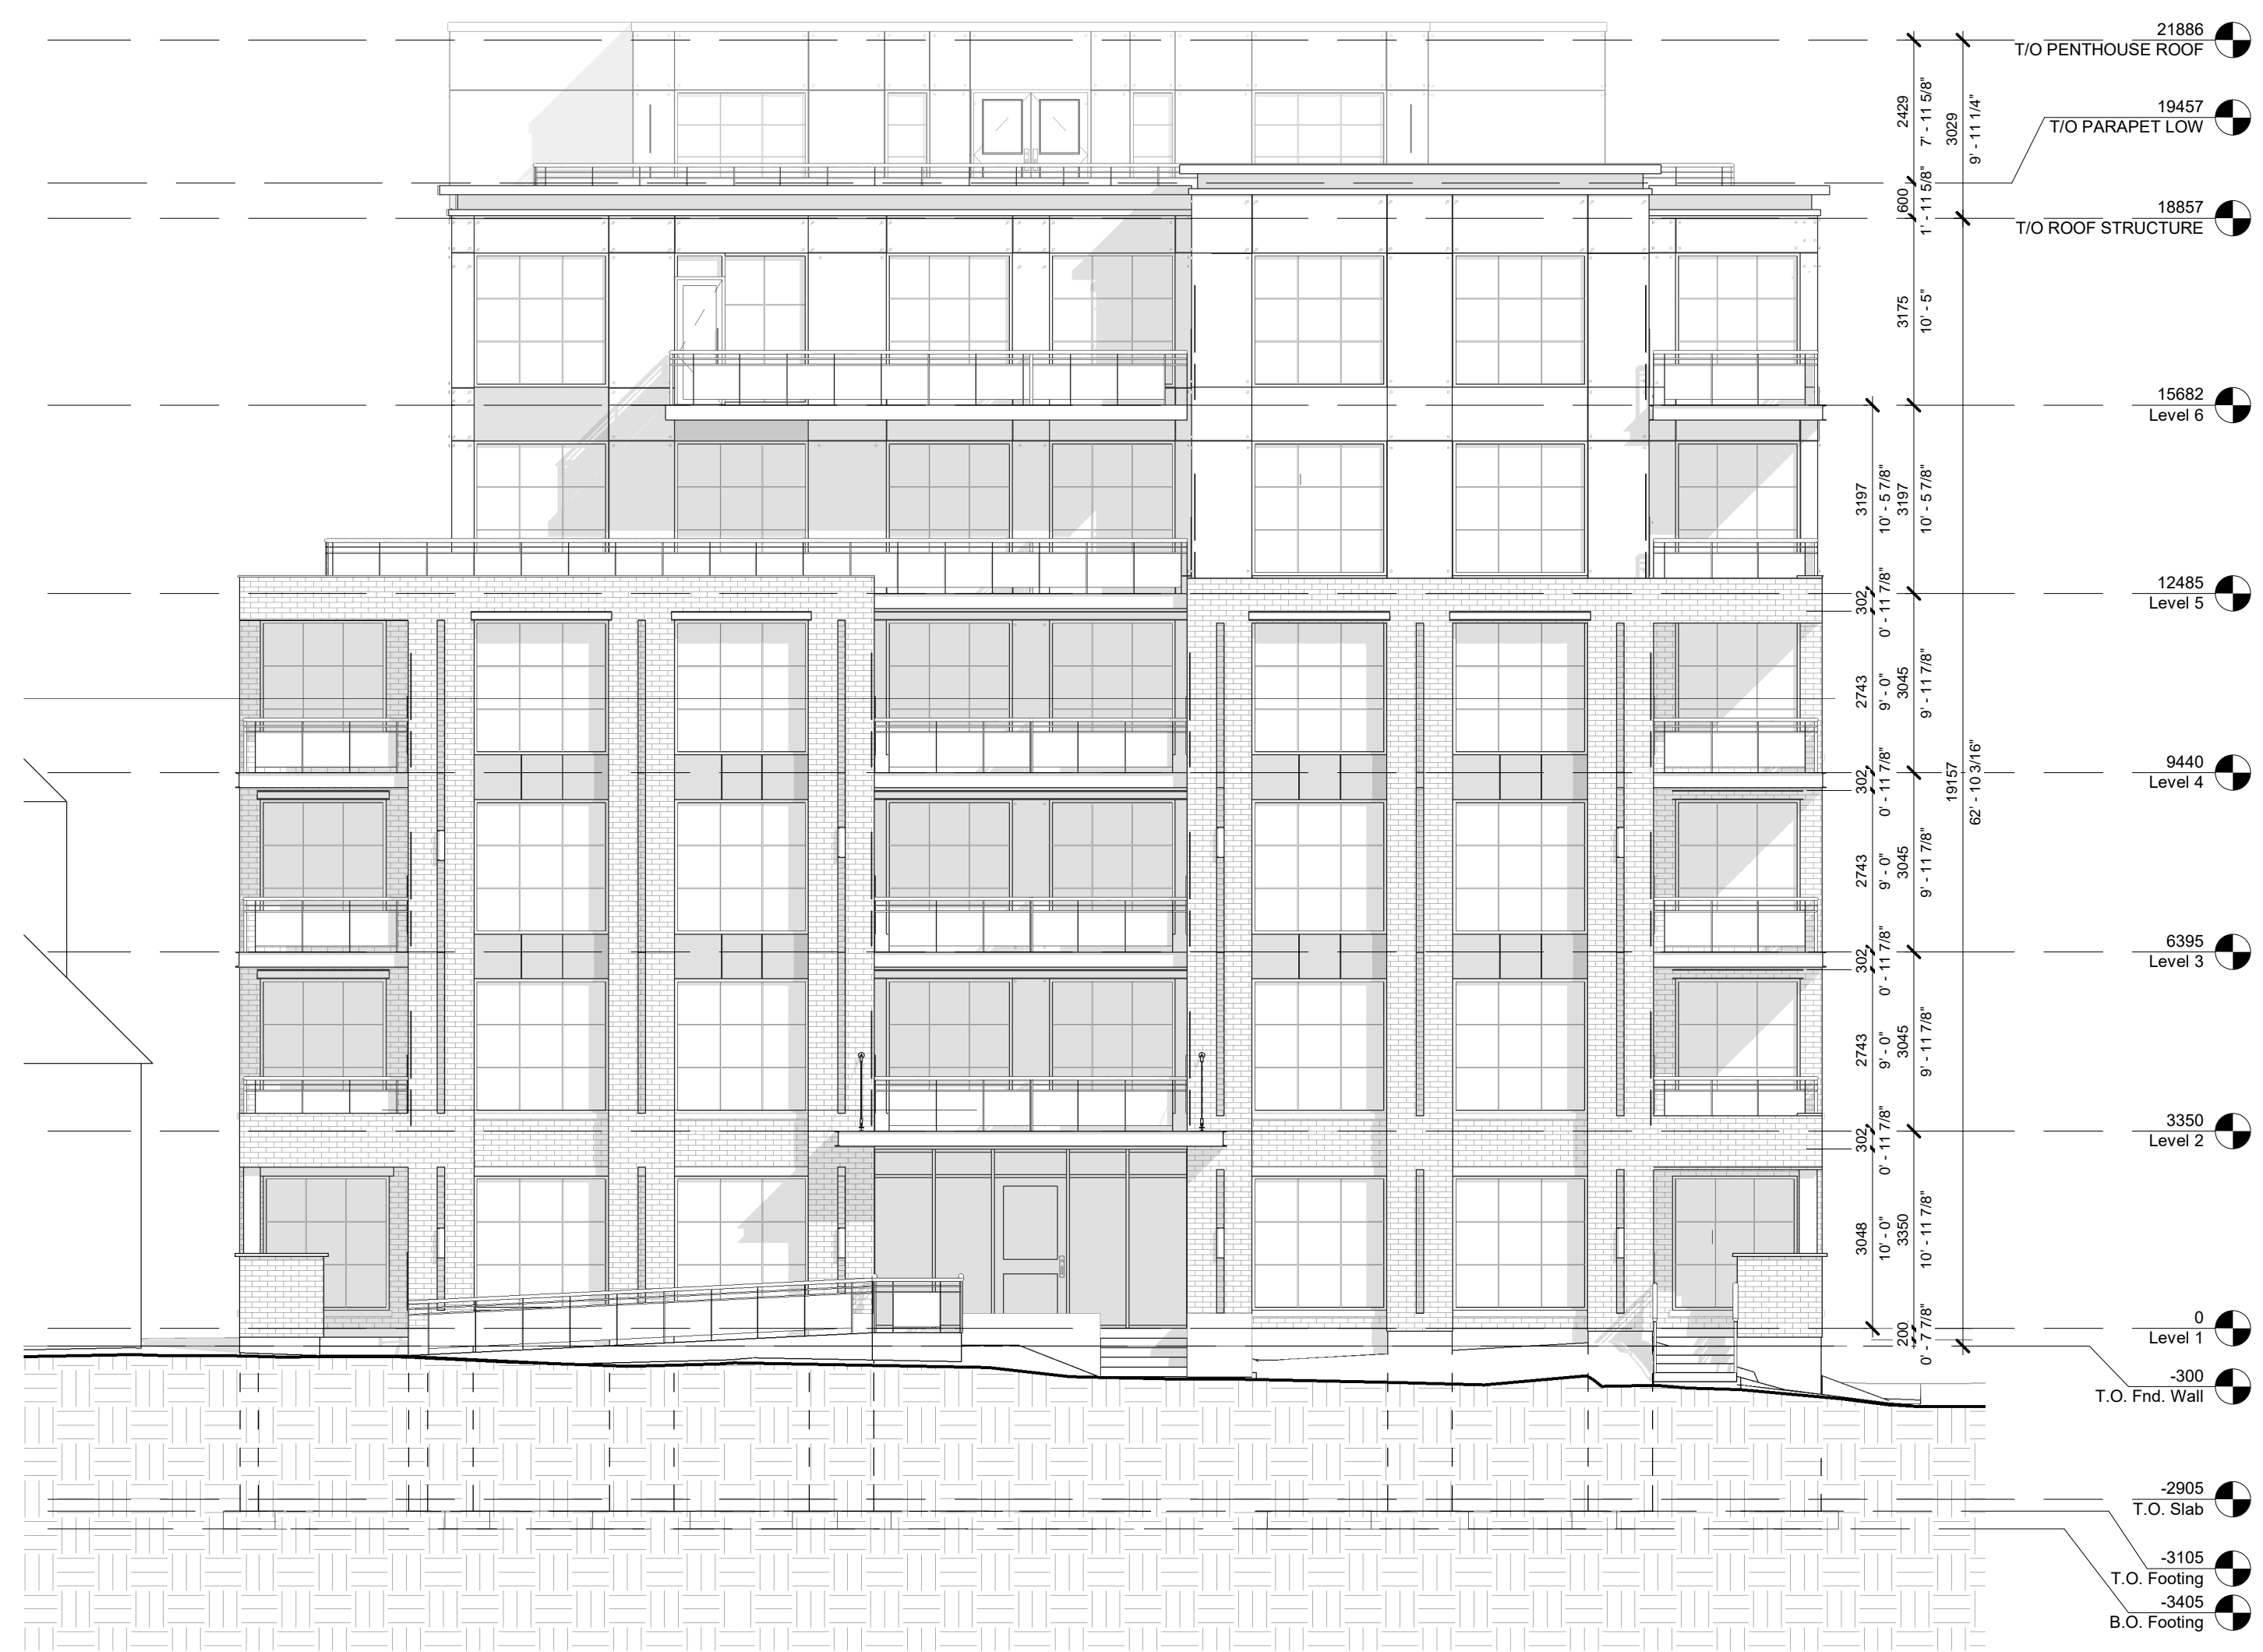 21886
T/O PENTHOUSE ROOF
19457
T/O PARAPET LOW
18857
T/O ROOF STRUCTURE
15682
Level 6
12485
Level 5
9440
Level 4
6395
Level 3
3350
Level 2
0
Level 1
-300
T.O. Fnd. Wall
-2905
T.O. Slab
-3105
T.O. Footing
-3405
B.O. Footing
3197
10' - 5 7/8"
302
0' - 11 7/8"
2743
9' - 0"
302
0' - 11 7/8"
2743
9' - 0"
302
0' - 11 7/8"
2743
9' - 0"
302
0' - 11 7/8"
3048
10' - 0"
2429
7' - 11 5/8"
600
1' - 11 5/8"
3175
10' - 5"
3197
10' - 5 7/8"
3045
9' - 11 7/8"
3045
9' - 11 7/8"
3045
9' - 11 7/8"
3350
10' - 11 7/8"
200
0' - 7 7/8"
3029
9' - 11 1/4"
19157
62' - 10 3/16"